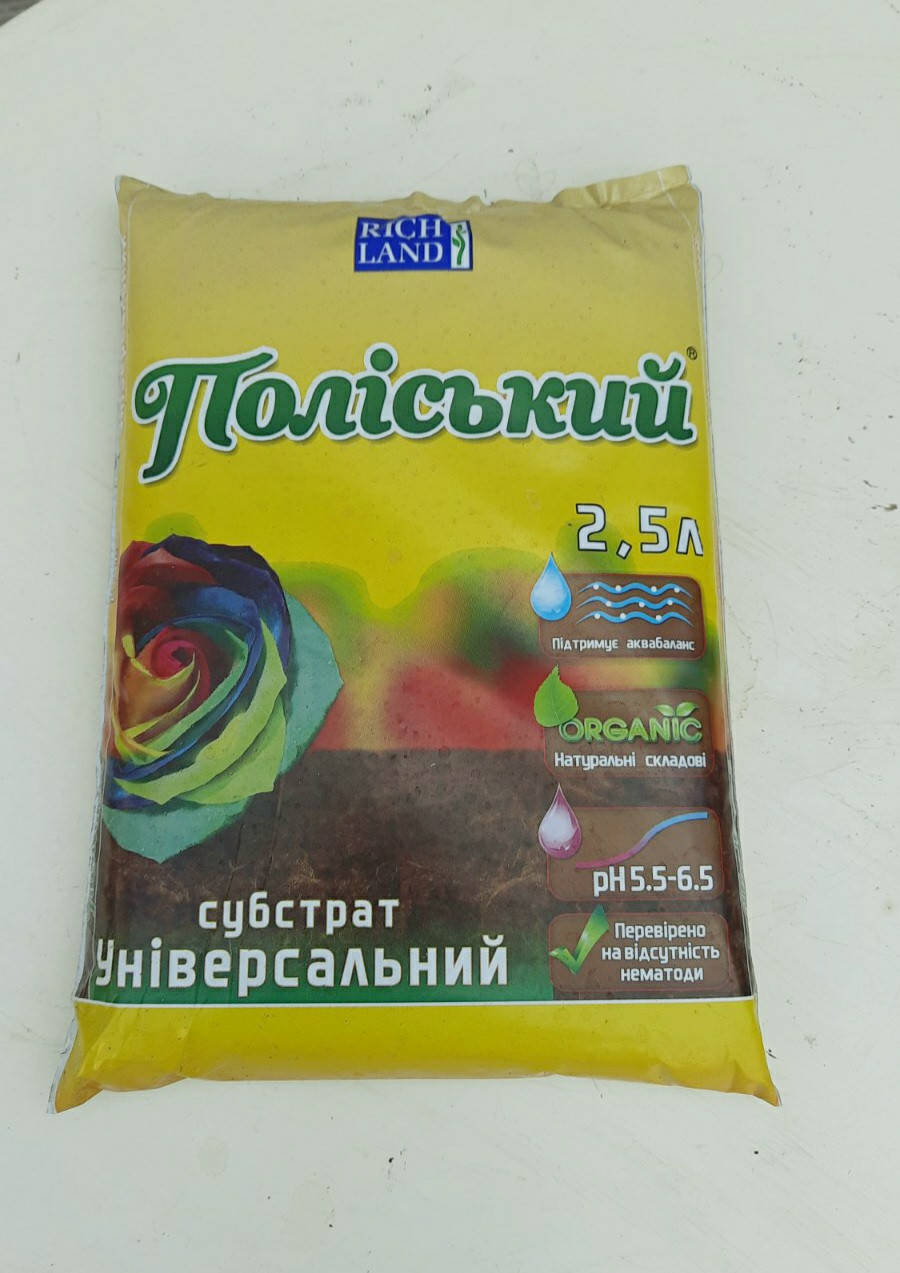 RICH
LAND
Поліський®
2,5л
Підтримує аквабаланс
ORGANIC
Натуральні складові
pH 5.5-6.5
субстрат
Універсальний
Перевірено
на відсутність
нематоди